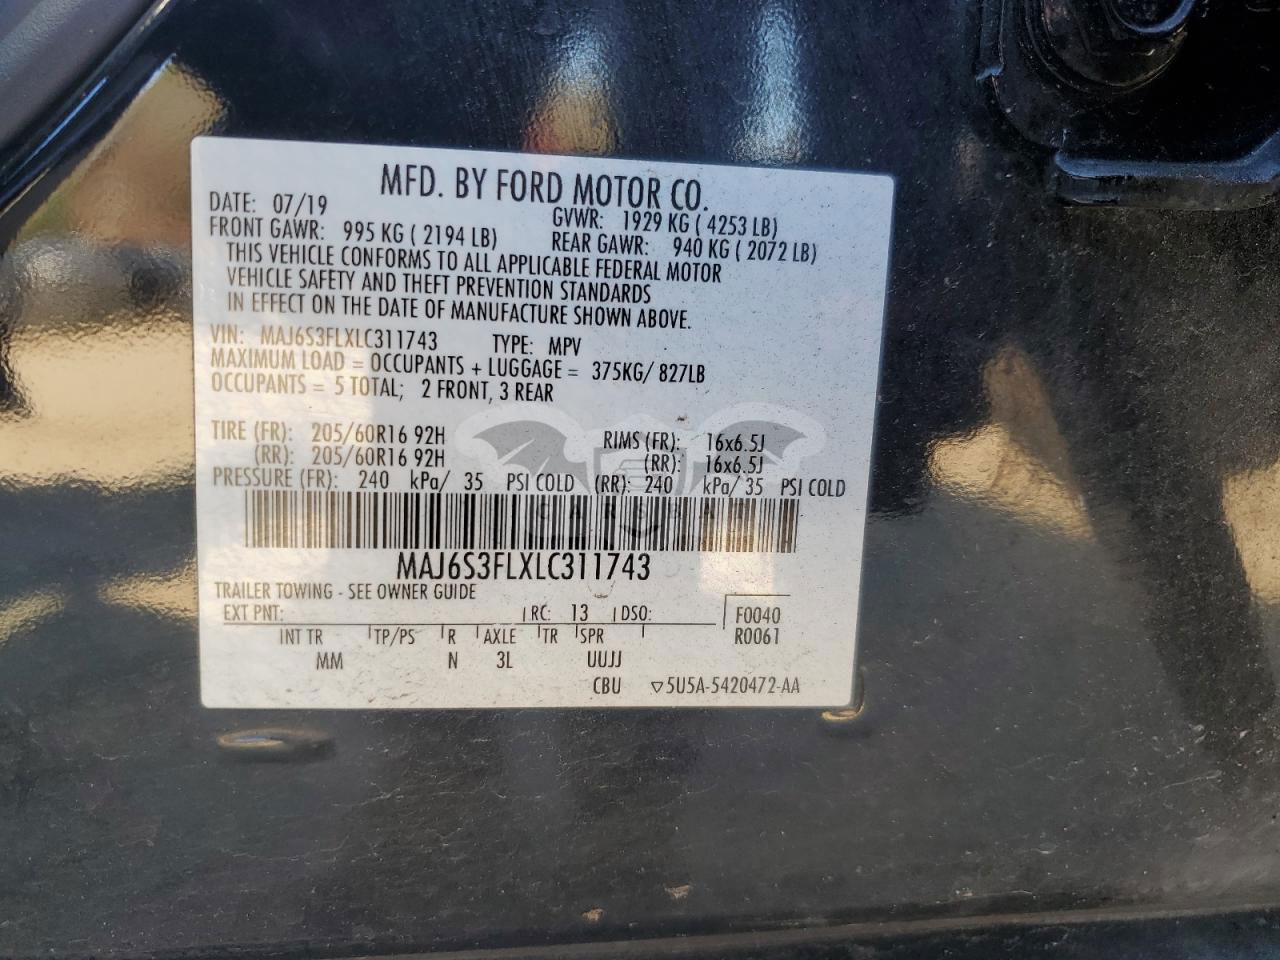 MFD. BY FORD MOTOR CO.
DATE: 07/19 GVWR: 1929 KG ( 4253 LB)
FRONT GAWR: 995 KG ( 2194 LB) REAR GAWR: 940 KG ( 2072 LB)
THIS VEHICLE CONFORMS TO ALL APPLICABLE FEDERAL MOTOR
VEHICLE SAFETY AND THEFT PREVENTION STANDARDS
IN EFFECT ON THE DATE OF MANUFACTURE SHOWN ABOVE.
VIN: MAJ6S3FLXLC311743 TYPE: MPV
MAXIMUM LOAD = OCCUPANTS + LUGGAGE = 375KG/ 827LB
OCCUPANTS = 5 TOTAL; 2 FRONT, 3 REAR
TIRE (FR): 205/60R16 92H RIMS (FR): 16x6.5J
(RR): 205/60R16 92H (RR): 16x6.5J
PRESSURE (FR): 240 kPa/ 35 PSI COLD (RR): 240 kPa/ 35 PSI COLD
CARSBAT
MAJ6S3FLXLC311743
TRAILER TOWING - SEE OWNER GUIDE
EXT PNT: RC: 13 DSO: F0040
INT TR TP/PS R AXLE TR SPR R0061
MM N 3L UUJJ
CBU ▽5U5A-5420472-AA